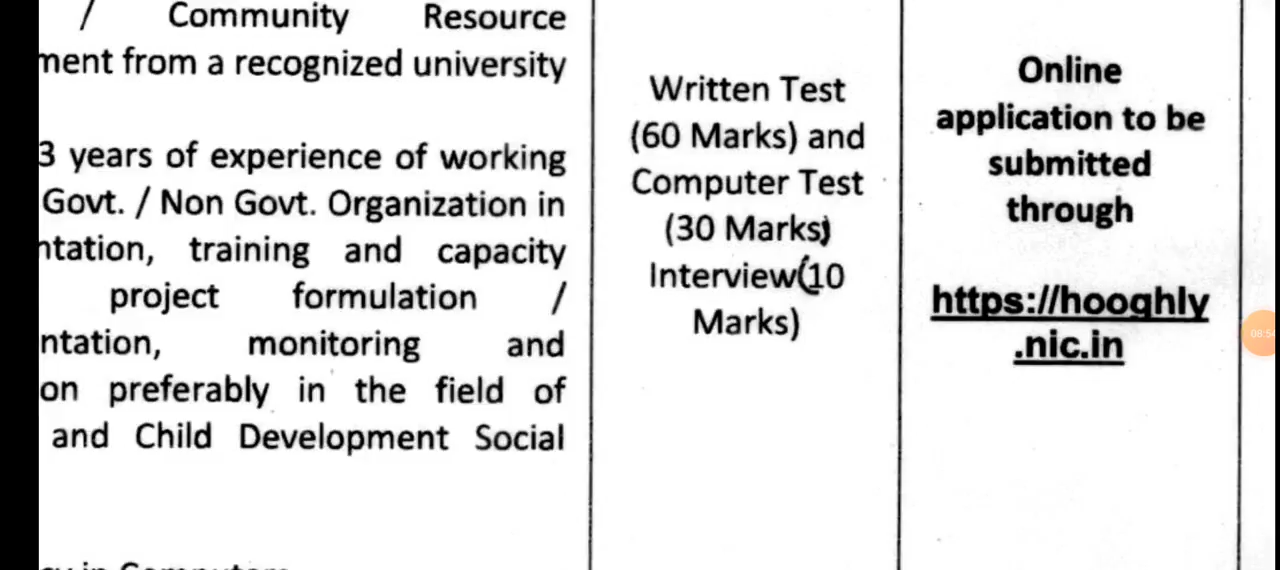 / Community Resource
ment from a recognized university
3 years of experience of working
Govt. / Non Govt. Organization in
ntation, training and capacity
project formulation /
ntation, monitoring and
on preferably in the field of
and Child Development Social
in Computers
Written Test
(60 Marks) and
Computer Test
(30 Marks)
Interview(10
Marks)
Online
application to be
submitted
through
https://hooghly
.nic.in